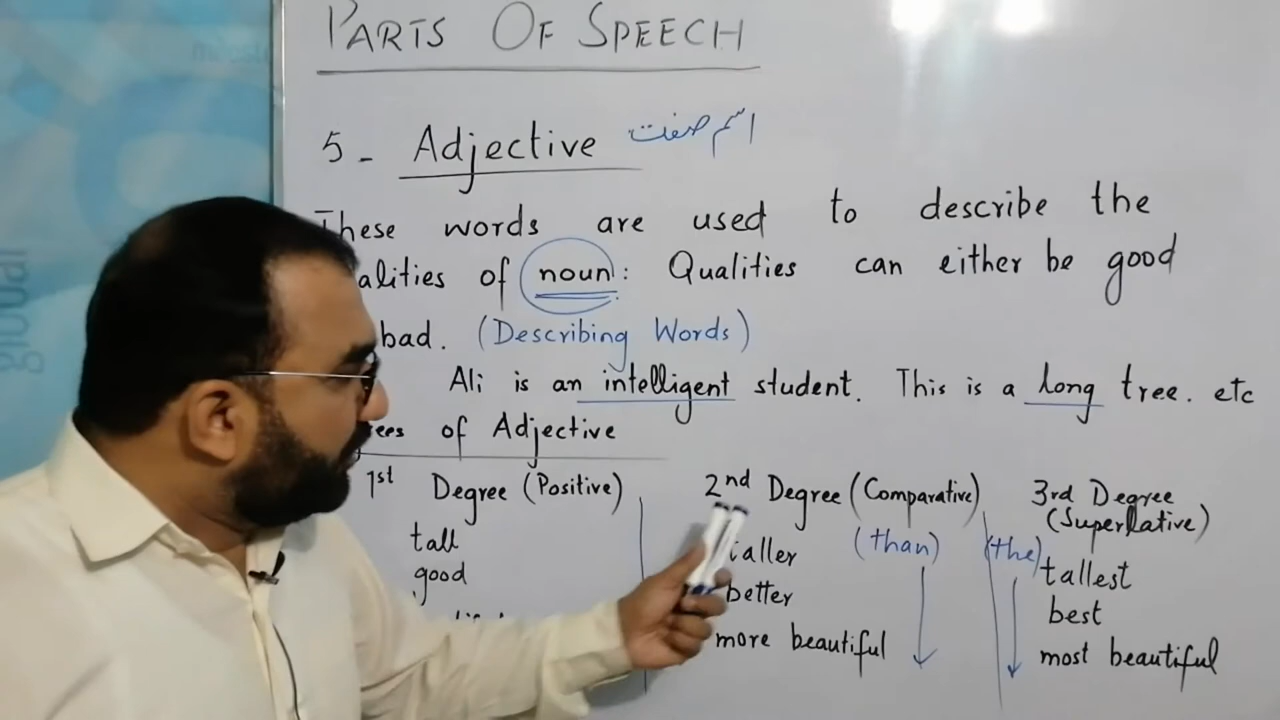 PARTS OF SPEECH
5- Adjective اسم صفت
These words are used to describe the
alities of noun: Qualities can either be good
bad. (Describing Words)
Ali is an intelligent student. This is a long tree. etc
ees of Adjective
1st Degree (Positive) 2nd Degree (Comparative) 3rd Degree (Superlative)
tall taller (than) (the) tallest
good better best
more beautiful most beautiful
global